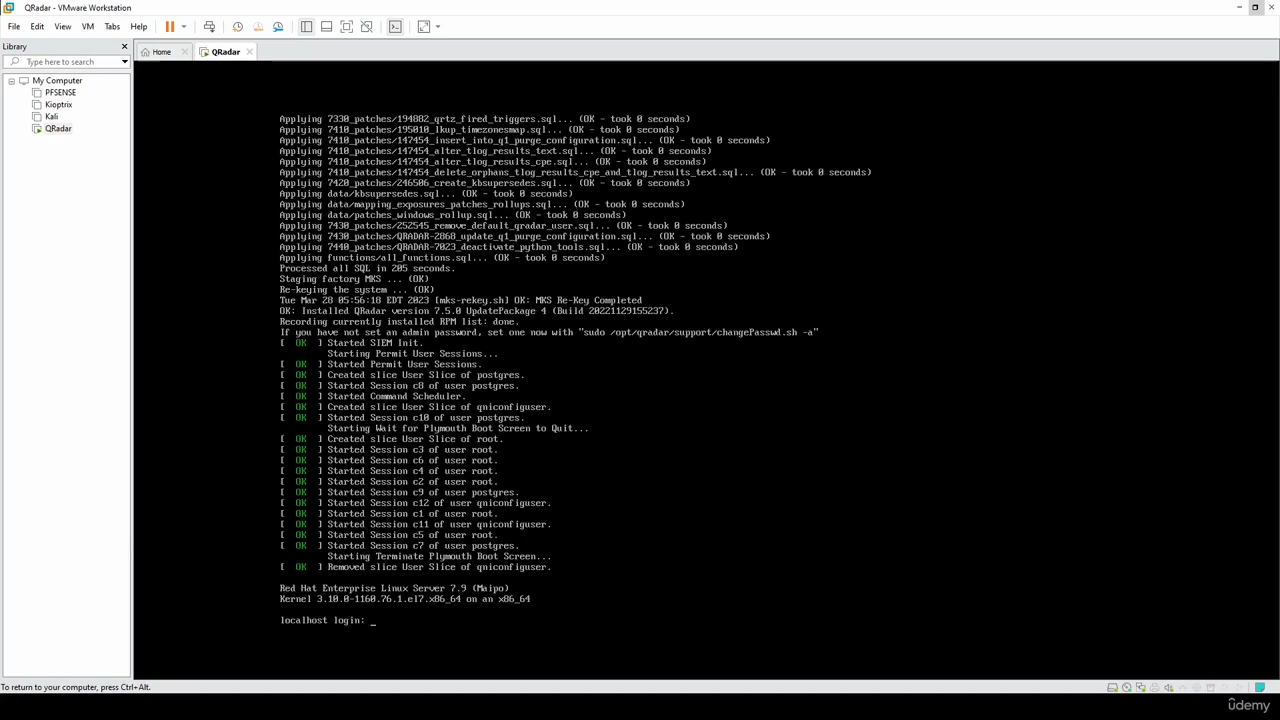 QRadar - VMware Workstation
File Edit View VM Tabs Help
Library
Type here to search
My Computer
PFSENSE
Kioptrix
Kali
QRadar
Home
QRadar
Applying 7330_patches/194882_qrtz_fired_triggers.sql... (OK - took 0 seconds)
Applying 7410_patches/195010_lkup_timezonesmap.sql... (OK - took 0 seconds)
Applying 7410_patches/147454_insert_into_q1_purge_configuration.sql... (OK - took 0 seconds)
Applying 7410_patches/147454_alter_tlog_results_text.sql... (OK - took 0 seconds)
Applying 7410_patches/147454_alter_tlog_results_cpe.sql... (OK - took 0 seconds)
Applying 7410_patches/147454_delete_orphans_tlog_results_cpe_and_tlog_results_text.sql... (OK - took 0 seconds)
Applying 7420_patches/246506_create_kbsupersedes.sql... (OK - took 0 seconds)
Applying data/kbsupersedes.sql... (OK - took 0 seconds)
Applying data/mapping_exposures_patches_rollups.sql... (OK - took 0 seconds)
Applying data/patches_windows_rollup.sql... (OK - took 0 seconds)
Applying 7430_patches/252545_remove_default_qradar_user.sql... (OK - took 0 seconds)
Applying 7430_patches/QRADAR-2868_update_q1_purge_configuration.sql... (OK - took 0 seconds)
Applying 7440_patches/QRADAR-7023_deactivate_python_tools.sql... (OK - took 0 seconds)
Applying functions/all_functions.sql... (OK - took 0 seconds)
Processed all SQL in 205 seconds.
Staging factory MKS ... (OK)
Re-keying the system ... (OK)
Tue Mar 28 05:56:18 EDT 2023 [mks-rekey.sh] OK: MKS Re-Key Completed
OK: Installed QRadar version 7.5.0 UpdatePackage 4 (Build 20221129155237).
Recording currently installed RPM list: done.
If you have not set an admin password, set one now with "sudo /opt/qradar/support/changePasswd.sh -a"
[ OK ] Started SIEM Init.
Starting Permit User Sessions...
[ OK ] Started Permit User Sessions.
[ OK ] Created slice User Slice of postgres.
[ OK ] Started Session c8 of user postgres.
[ OK ] Started Command Scheduler.
[ OK ] Created slice User Slice of qniconfiguser.
[ OK ] Started Session c10 of user postgres.
Starting Wait for Plymouth Boot Screen to Quit...
[ OK ] Created slice User Slice of root.
[ OK ] Started Session c3 of user root.
[ OK ] Started Session c6 of user root.
[ OK ] Started Session c4 of user root.
[ OK ] Started Session c2 of user root.
[ OK ] Started Session c9 of user postgres.
[ OK ] Started Session c12 of user qniconfiguser.
[ OK ] Started Session c1 of user root.
[ OK ] Started Session c11 of user qniconfiguser.
[ OK ] Started Session c5 of user root.
[ OK ] Started Session c7 of user postgres.
Starting Terminate Plymouth Boot Screen...
[ OK ] Removed slice User Slice of qniconfiguser.
Red Hat Enterprise Linux Server 7.9 (Maipo)
Kernel 3.10.0-1160.76.1.el7.x86_64 on an x86_64
localhost login: _
To return to your computer, press Ctrl+Alt.
ûdemy